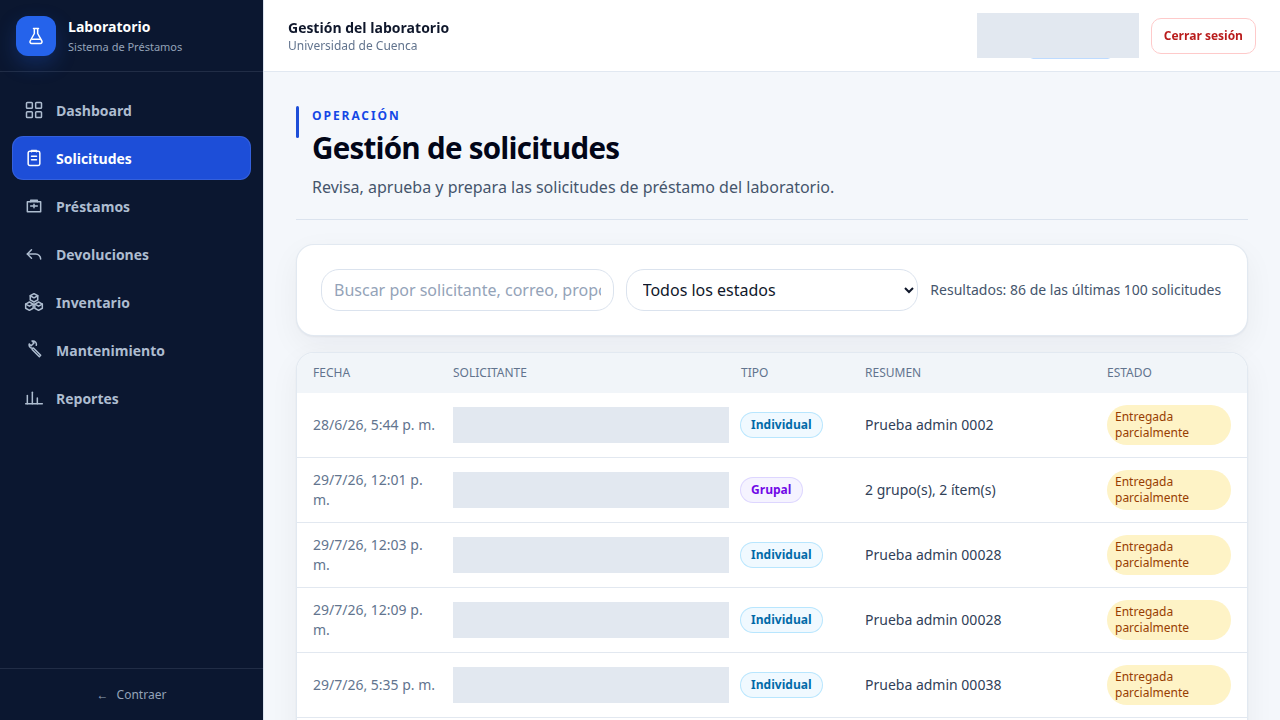 Laboratorio
Sistema de Préstamos
Dashboard
Solicitudes
Préstamos
Devoluciones
Inventario
Mantenimiento
Reportes
← Contraer
Gestión del laboratorio
Universidad de Cuenca
Cerrar sesión
OPERACIÓN
Gestión de solicitudes
Revisa, aprueba y prepara las solicitudes de préstamo del laboratorio.
Buscar por solicitante, correo, propo
Todos los estados
Resultados: 86 de las últimas 100 solicitudes
FECHA SOLICITANTE TIPO RESUMEN ESTADO
28/6/26, 5:44 p. m. Individual Prueba admin 0002 Entregada
parcialmente
29/7/26, 12:01 p. Grupal 2 grupo(s), 2 ítem(s) Entregada
m. parcialmente
29/7/26, 12:03 p. Individual Prueba admin 00028 Entregada
m. parcialmente
29/7/26, 12:09 p. Individual Prueba admin 00028 Entregada
m. parcialmente
29/7/26, 5:35 p. m. Individual Prueba admin 00038 Entregada
parcialmente